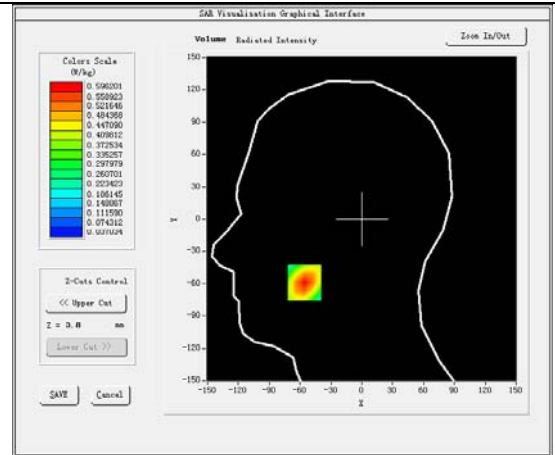 SAR Visualisation Graphical Interface
Volume Radiated Intensity
Zoom In/Out
Colors Scale
(W/kg)
0.596201
0.558923
0.521646
0.484368
0.447090
0.409812
0.372534
0.335257
0.297979
0.260701
0.223423
0.186145
0.148867
0.111590
0.074312
0.037034
Z-Cuts Control
<< Upper Cut
Z = 3.8 mm
Lower Cut >>
SAVE Cancel
150
120
90
60
30
Y 0
-30
-60
-90
-120
-150
-150 -120 -90 -60 -30 0 30 60 90 120 150
X